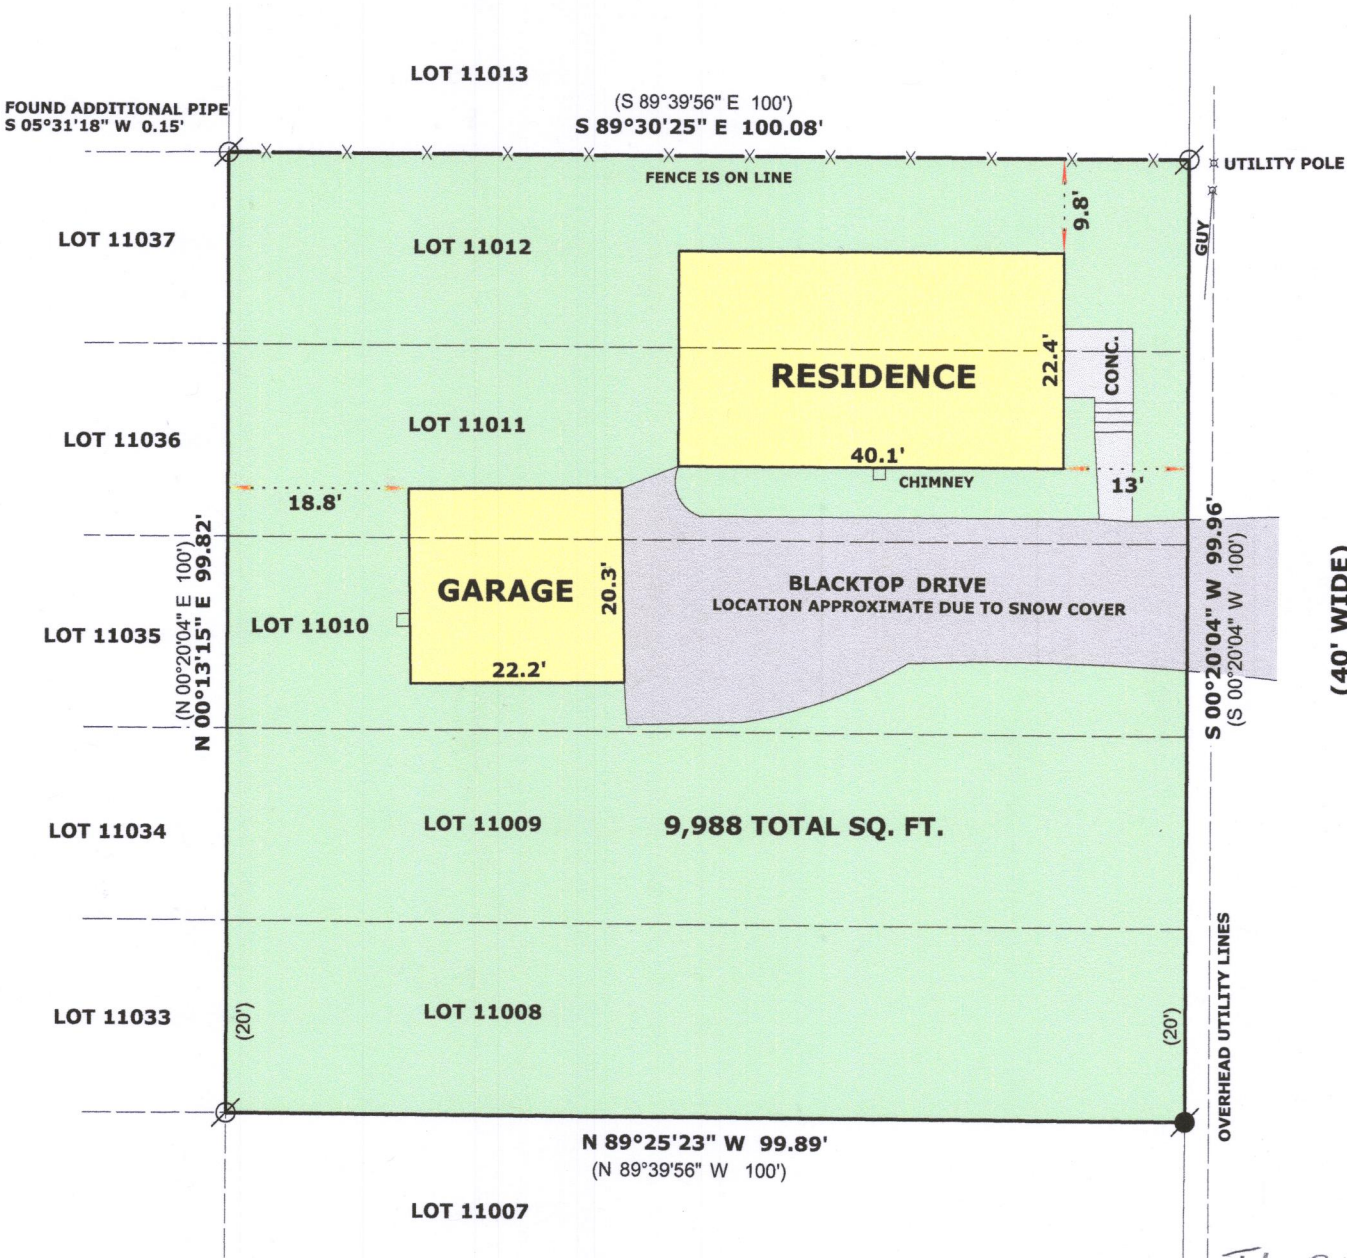 LOT 11013
(S 89°39'56" E 100')
S 89°30'25" E 100.08'
FOUND ADDITIONAL PIPE
S 05°31'18" W 0.15'
FENCE IS ON LINE
UTILITY POLE
GUY
9.8'
LOT 11037
LOT 11012
RESIDENCE
22.4'
CONC.
40.1'
CHIMNEY
13'
LOT 11036
LOT 11011
18.8'
GARAGE
20.3'
22.2'
BLACKTOP DRIVE
LOCATION APPROXIMATE DUE TO SNOW COVER
LOT 11035
(N 00°20'04" E 100')
N 00°13'15" E 99.82'
LOT 11010
S 00°20'04" W 99.96'
(S 00°20'04" W 100')
(40' WIDE)
LOT 11034
LOT 11009
9,988 TOTAL SQ. FT.
LOT 11033
(20')
LOT 11008
(20')
OVERHEAD UTILITY LINES
N 89°25'23" W 99.89'
(N 89°39'56" W 100')
LOT 11007